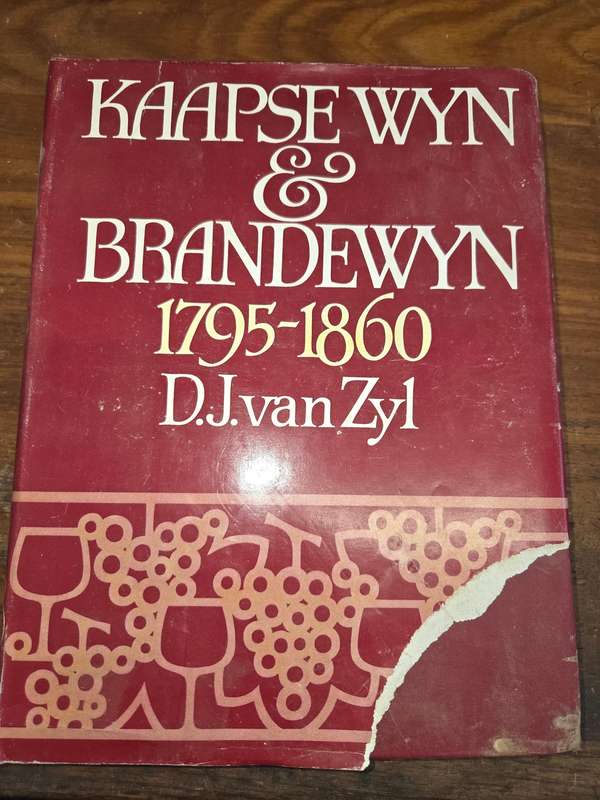 KAAPSE WYN
&
BRANDEWYN
1795-1860
D.J. van Zyl